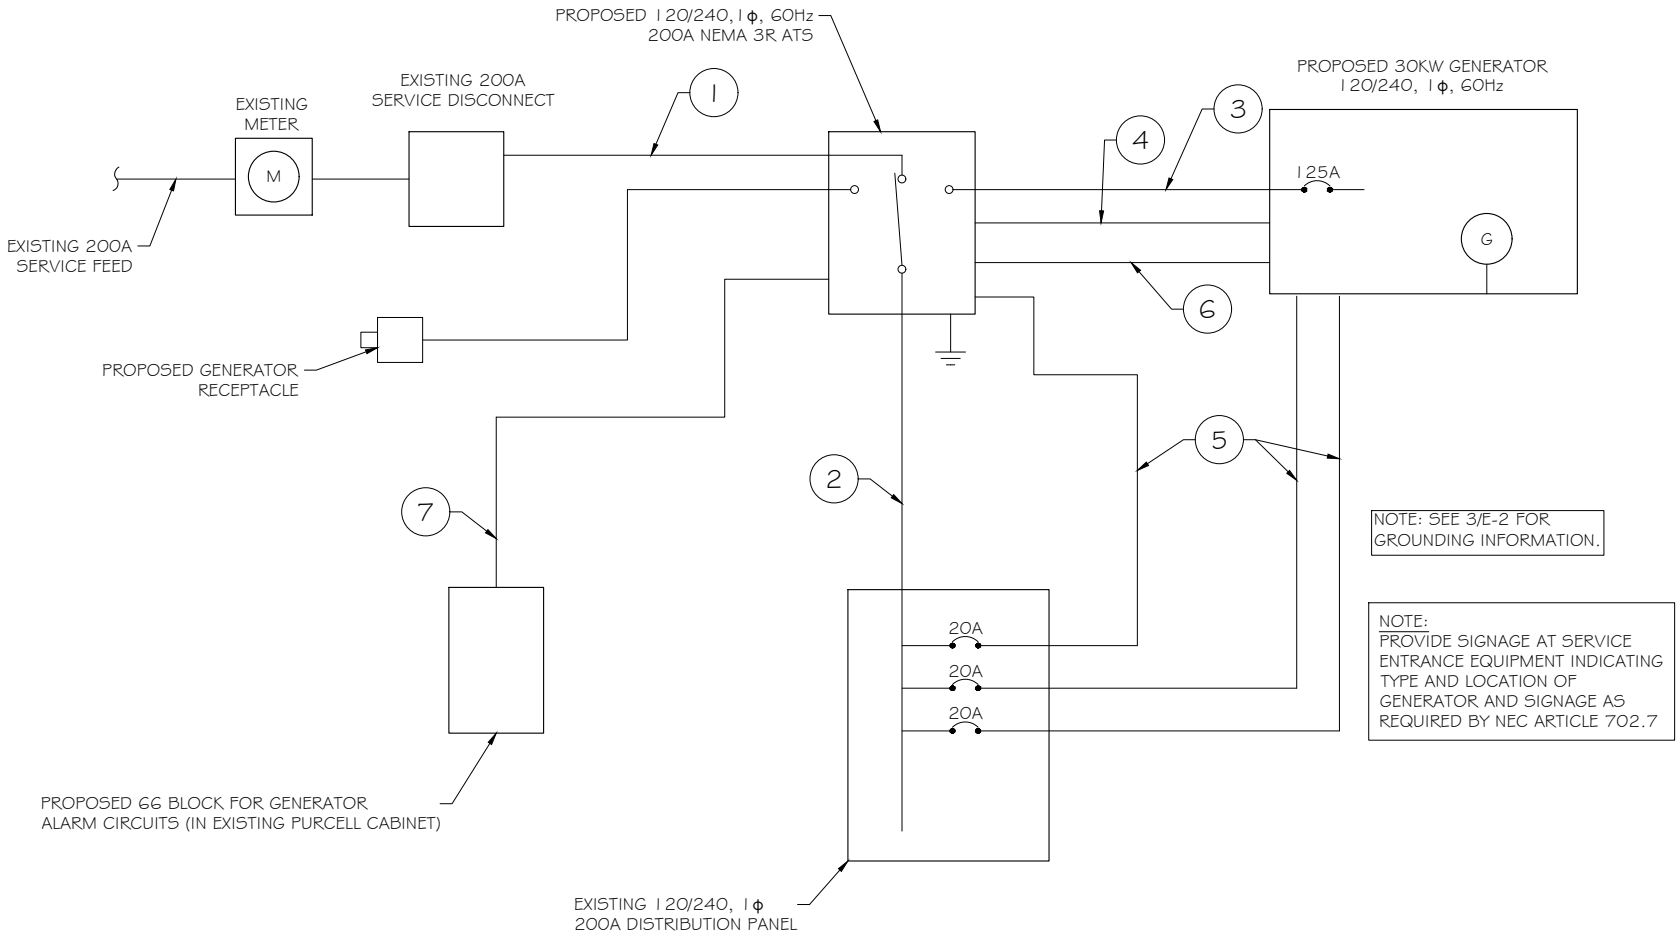 PROPOSED 120/240, 1ϕ, 60Hz
200A NEMA 3R ATS
EXISTING 200A
SERVICE DISCONNECT
EXISTING
METER
M
EXISTING 200A
SERVICE FEED
1
PROPOSED 30KW GENERATOR
120/240, 1ϕ, 60Hz
3
4
125A
G
6
PROPOSED GENERATOR
RECEPTACLE
5
2
7
NOTE: SEE 3/E-2 FOR
GROUNDING INFORMATION.
20A
20A
20A
NOTE:
PROVIDE SIGNAGE AT SERVICE
ENTRANCE EQUIPMENT INDICATING
TYPE AND LOCATION OF
GENERATOR AND SIGNAGE AS
REQUIRED BY NEC ARTICLE 702.7
PROPOSED 66 BLOCK FOR GENERATOR
ALARM CIRCUITS (IN EXISTING PURCELL CABINET)
EXISTING 120/240, 1ϕ
200A DISTRIBUTION PANEL